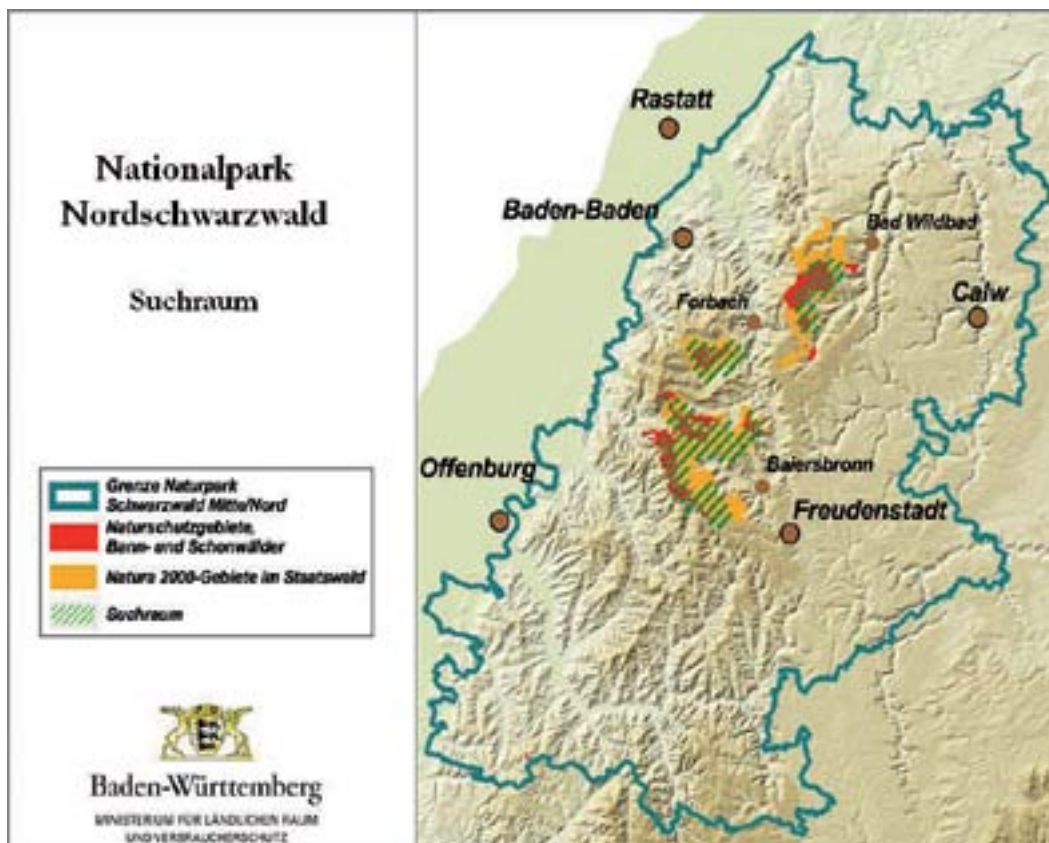 Nationalpark
Nordschwarzwald
Suchraum
Grenze Naturpark
Schwarzwald Mitte/Nord
Naturschutzgebiete,
Bann- und Schonwälder
Natura 2000-Gebiete im Staatswald
Suchraum
Baden-Württemberg
MINISTERIUM FÜR LÄNDLICHEN RAUM
UND VERBRAUCHERSCHUTZ
Rastatt
Baden-Baden
Bad Wildbad
Forbach
Calw
Offenburg
Baiersbronn
Freudenstadt